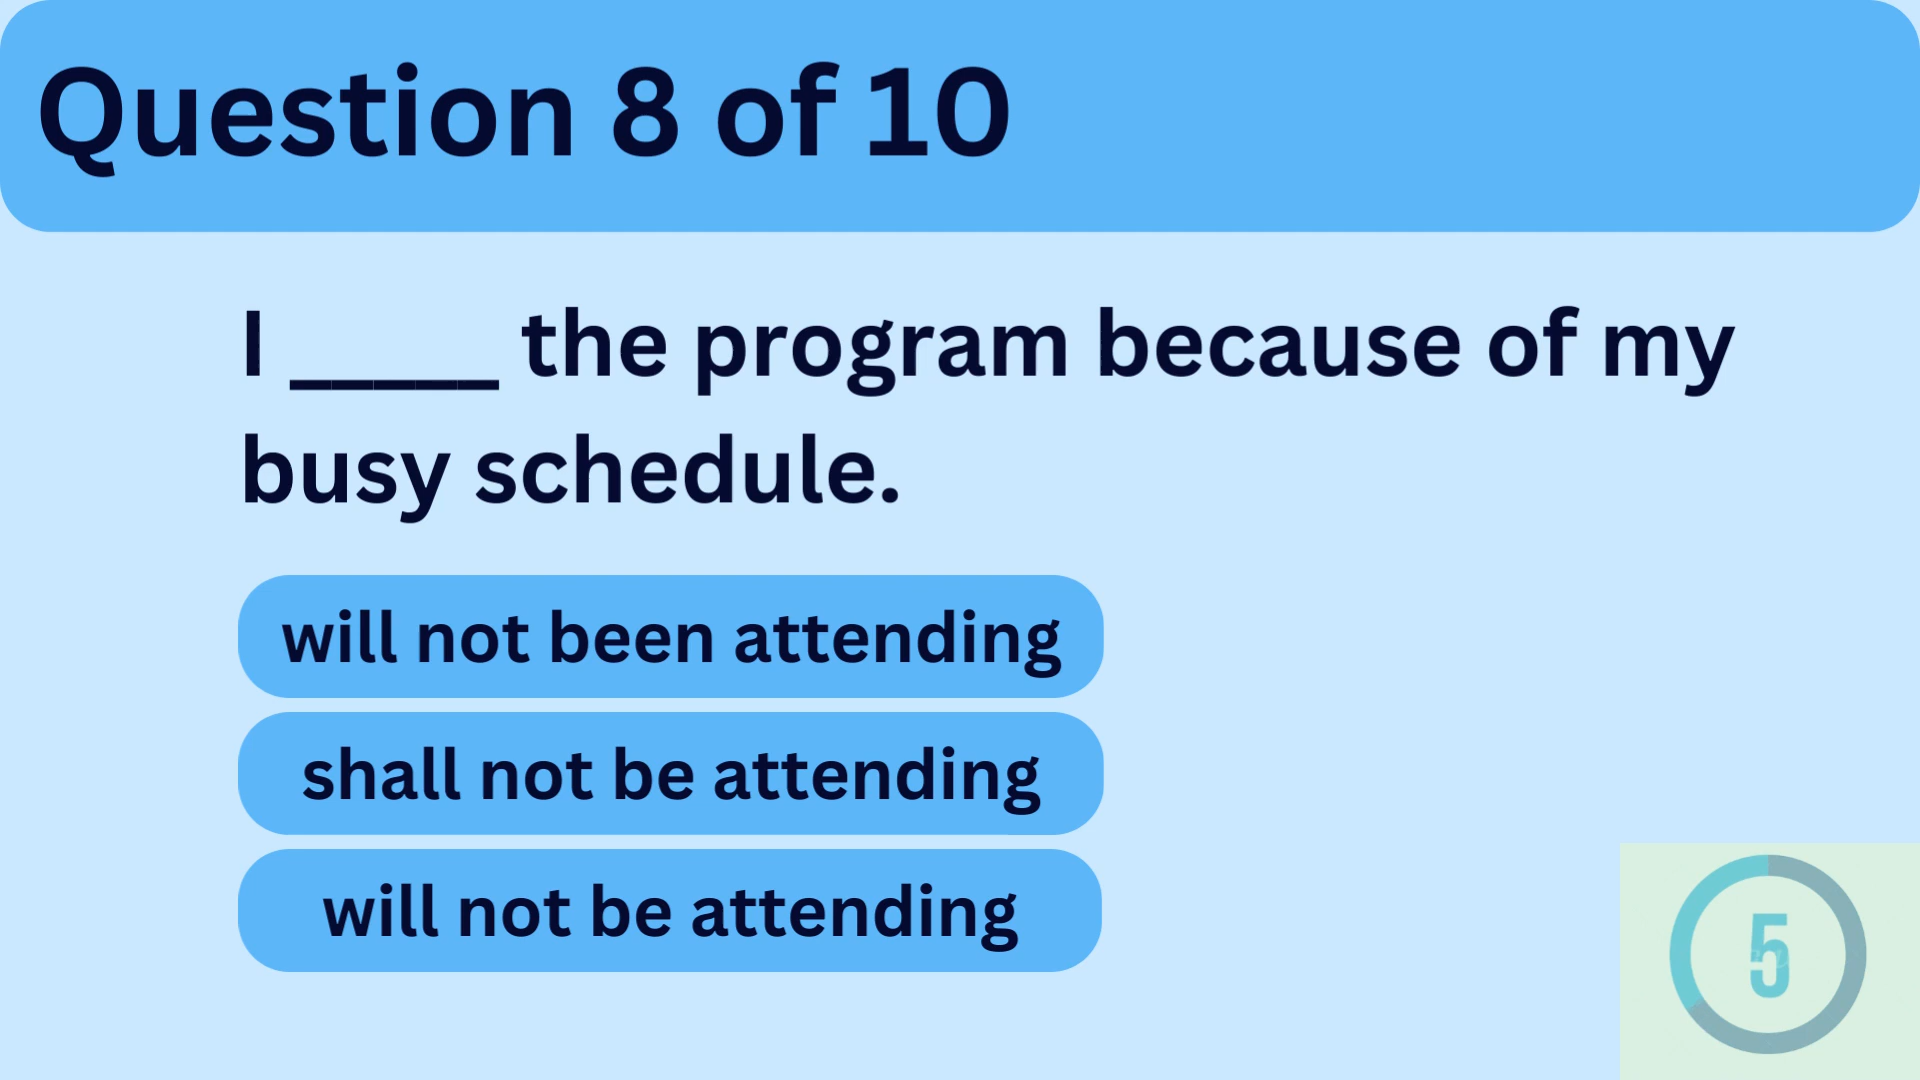 Question 8 of 10
I _____ the program because of my
busy schedule.
will not been attending
shall not be attending
will not be attending
5